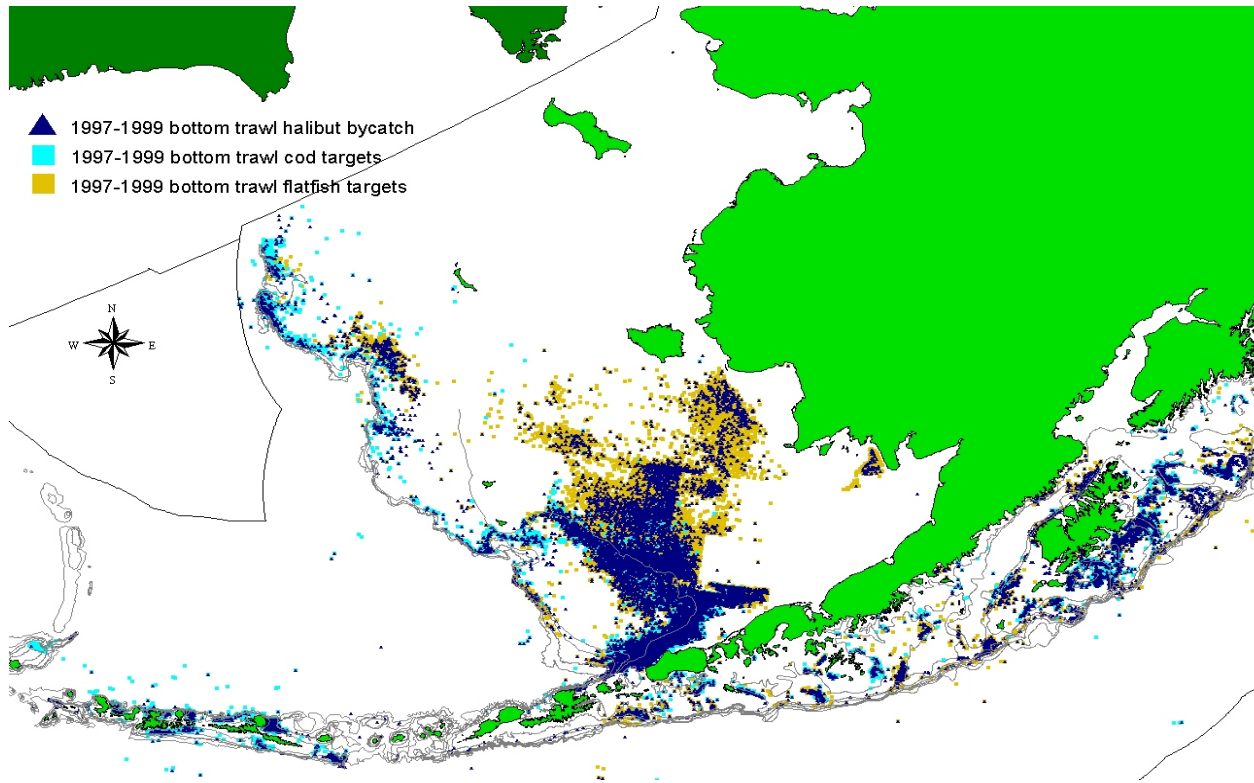 1997-1999 bottom trawl halibut bycatch
1997-1999 bottom trawl cod targets
1997-1999 bottom trawl flatfish targets
N
W E
S